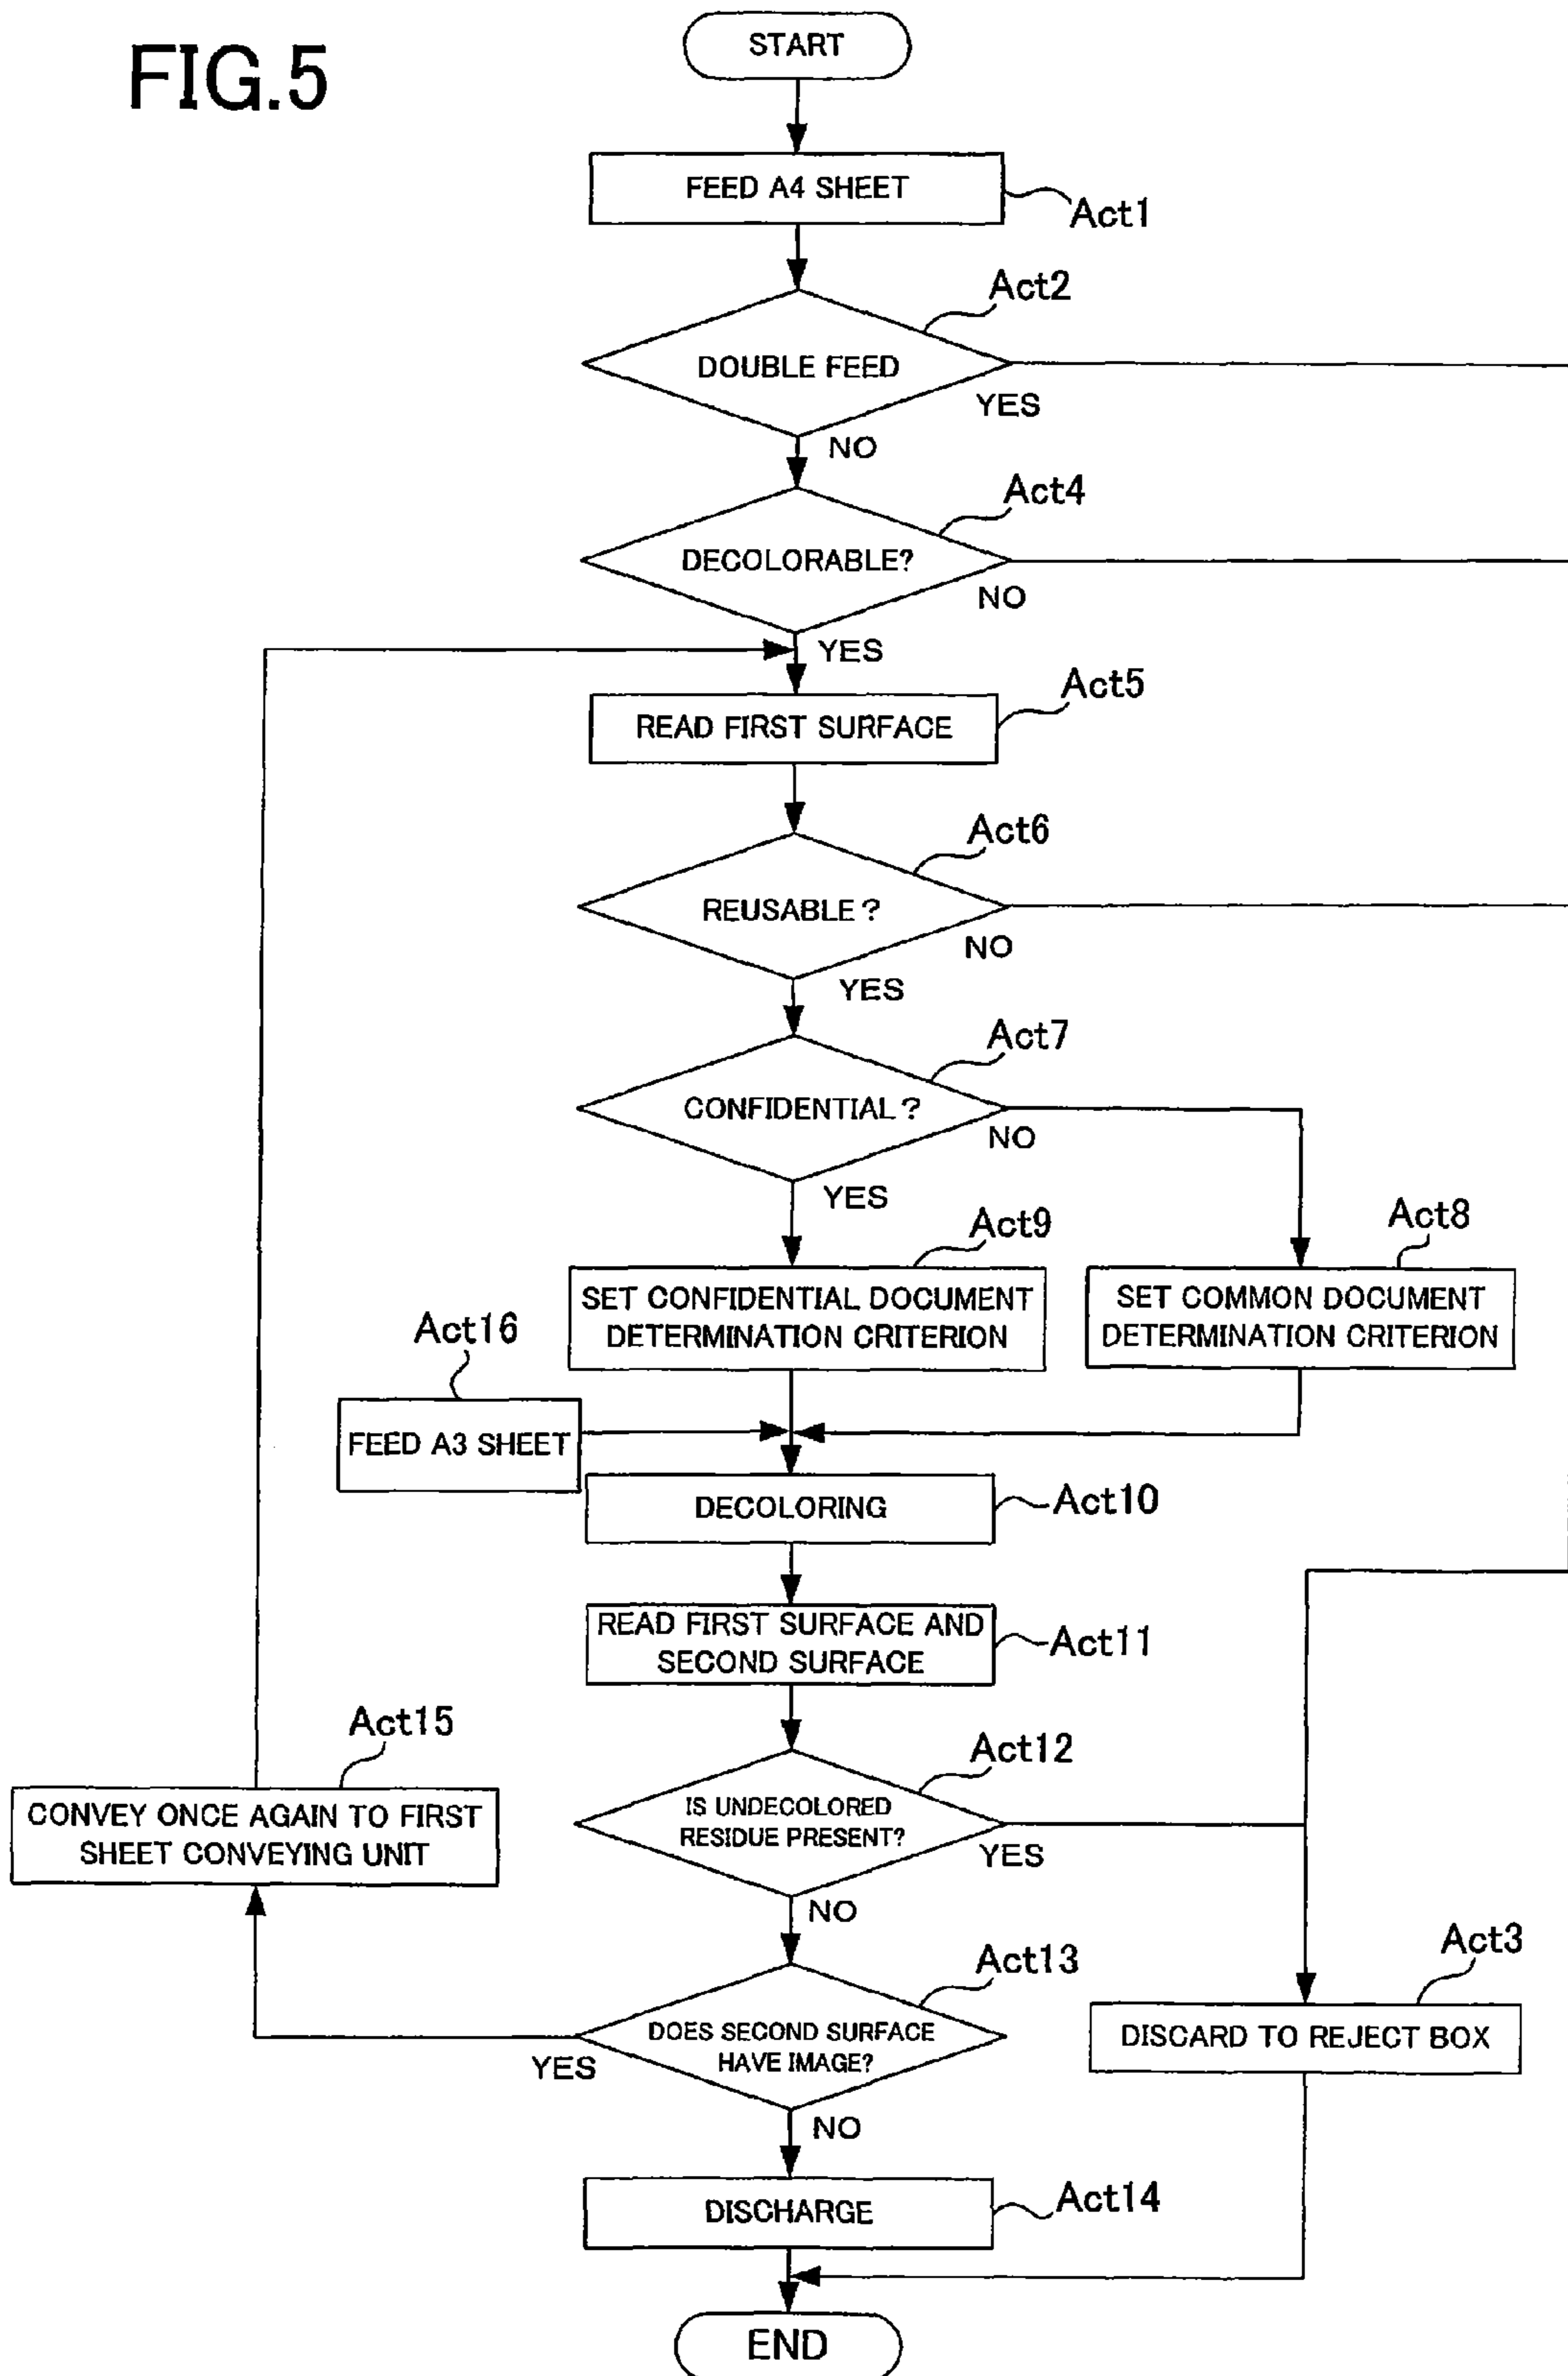 FIG.5
START
FEED A4 SHEET
Act1
Act2
DOUBLE FEED
YES
NO
Act4
DECOLORABLE?
NO
YES
Act5
READ FIRST SURFACE
Act6
REUSABLE?
NO
YES
Act7
CONFIDENTIAL?
NO
YES
Act9
Act8
SET CONFIDENTIAL DOCUMENT
DETERMINATION CRITERION
SET COMMON DOCUMENT
DETERMINATION CRITERION
Act16
FEED A3 SHEET
DECOLORING
Act10
READ FIRST SURFACE AND
SECOND SURFACE
Act11
Act15
CONVEY ONCE AGAIN TO FIRST
SHEET CONVEYING UNIT
Act12
IS UNDECOLORED
RESIDUE PRESENT?
YES
NO
Act13
DOES SECOND SURFACE
HAVE IMAGE?
YES
NO
Act3
DISCARD TO REJECT BOX
DISCHARGE
Act14
END